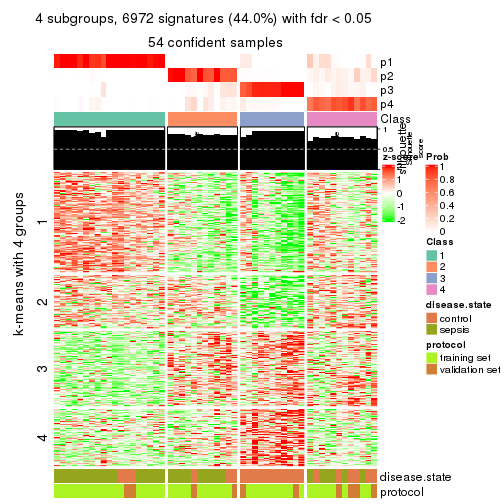 4 subgroups, 6972 signatures (44.0%) with fdr < 0.05
54 confident samples
p1
p2
p3
p4
Class
1
0.5
silhouette
score
k-means with 4 groups
1
2
3
4
disease.state
protocol
z-score
2
1
0
-1
-2
Prob
1
0.8
0.6
0.4
0.2
0
Class
1
2
3
4
disease.state
control
sepsis
protocol
training set
validation set